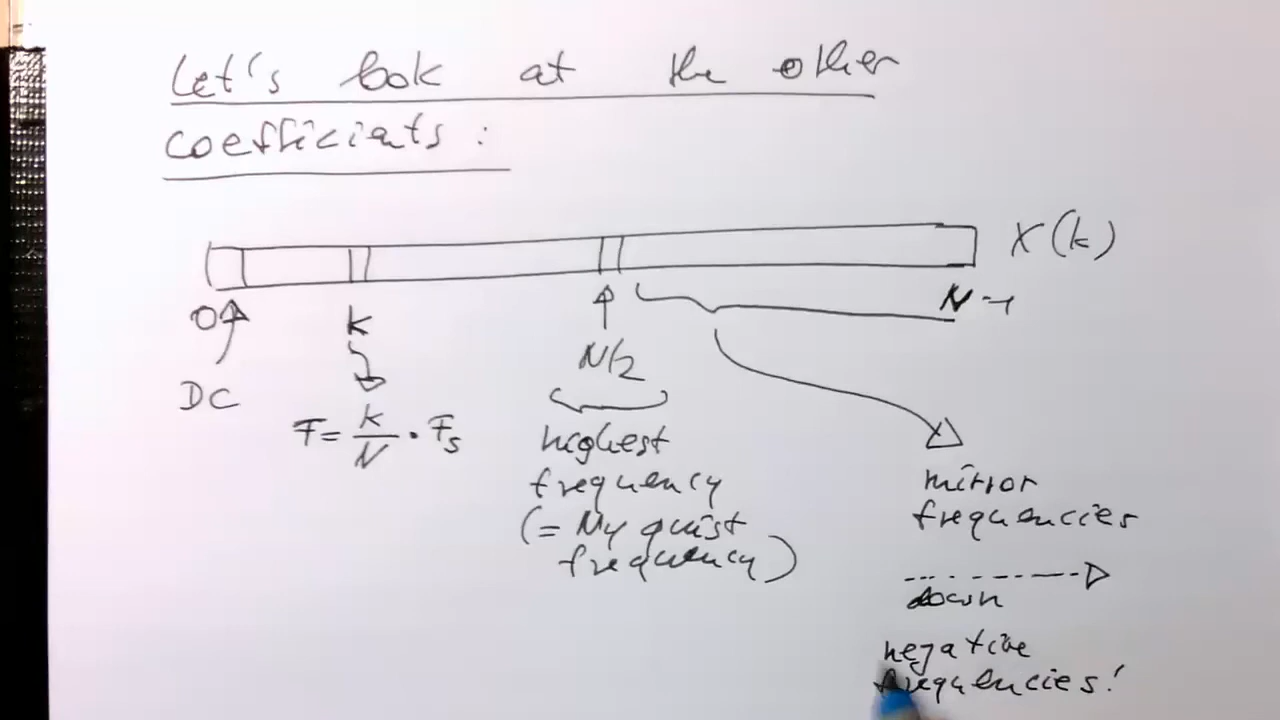 Let's look at the other
coefficients:
X(k)
0
k
N-1
DC
N/2
F = k/N · Fs
highest
frequency
(= Nyquist
frequency)
mirror
frequencies
down
negative
frequencies!